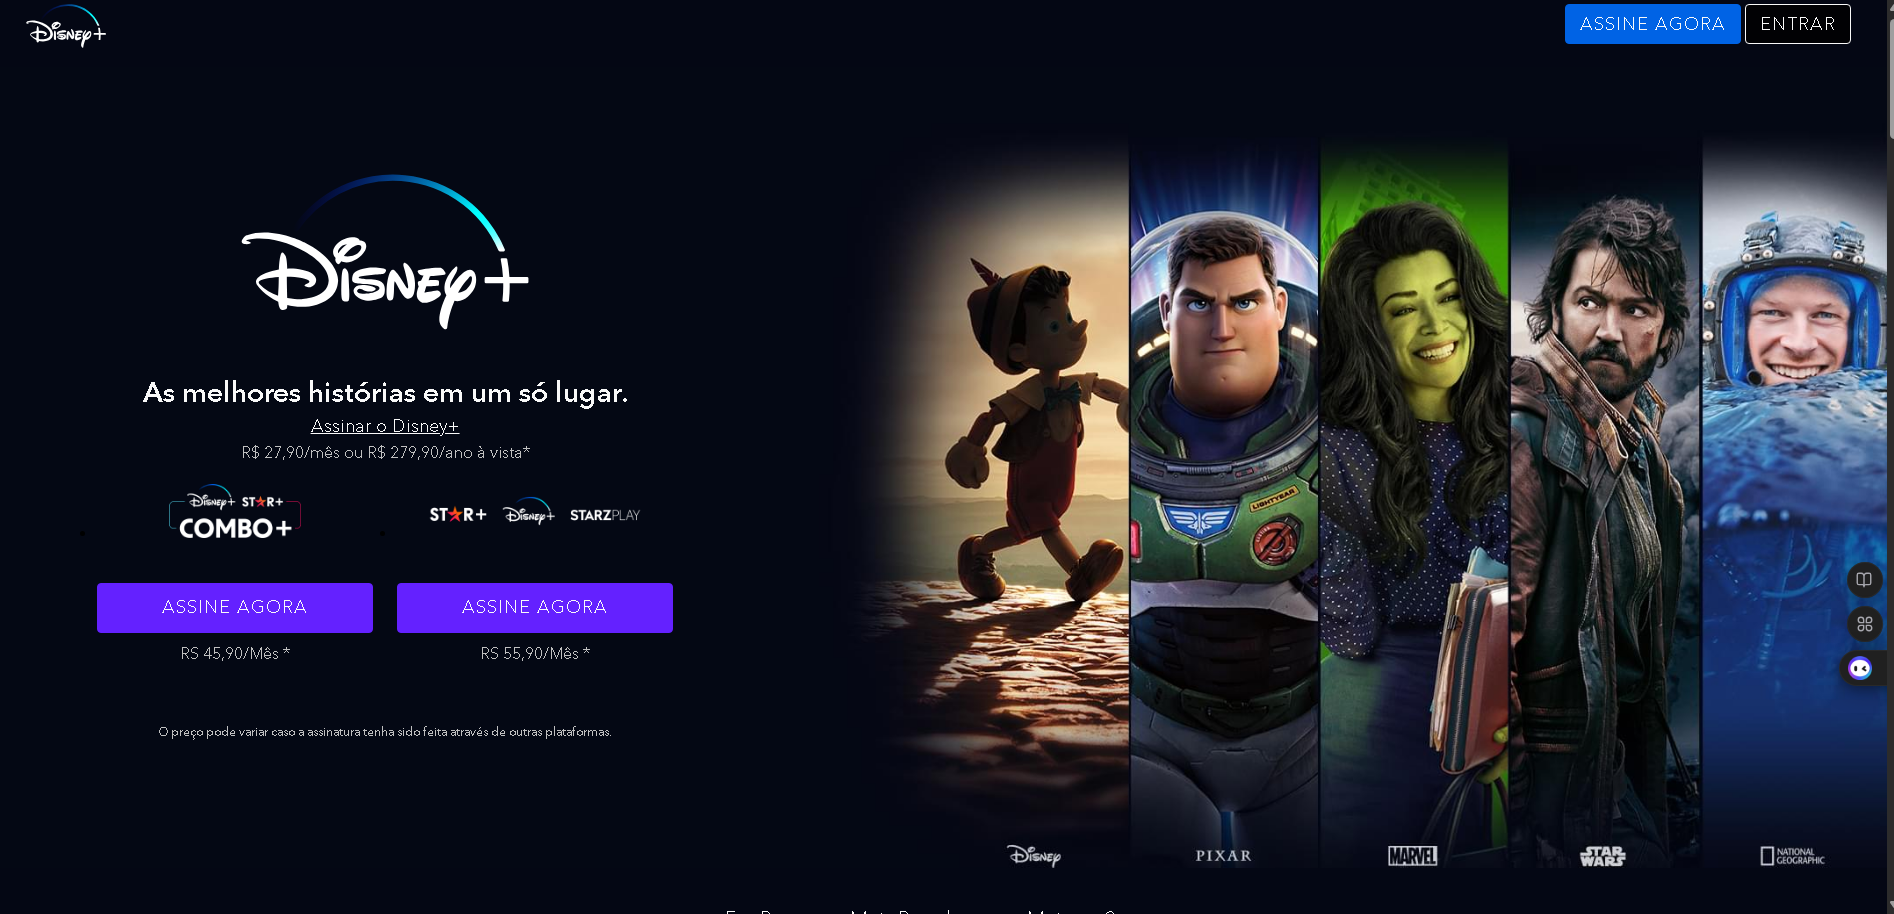 Disney+
ASSINE AGORA
ENTRAR
Disney+
As melhores histórias em um só lugar.
Assinar o Disney+
R$ 27,90/mês ou R$ 279,90/ano à vista*
Disney+ STAR+
COMBO+
STAR+ Disney+ STARZPLAY
ASSINE AGORA
ASSINE AGORA
RS 45,90/Mês *
RS 55,90/Mês *
O preço pode variar caso a assinatura tenha sido feita através de outras plataformas.
LIGHTYEAR
Disney
PIXAR
MARVEL
STAR WARS
NATIONAL GEOGRAPHIC